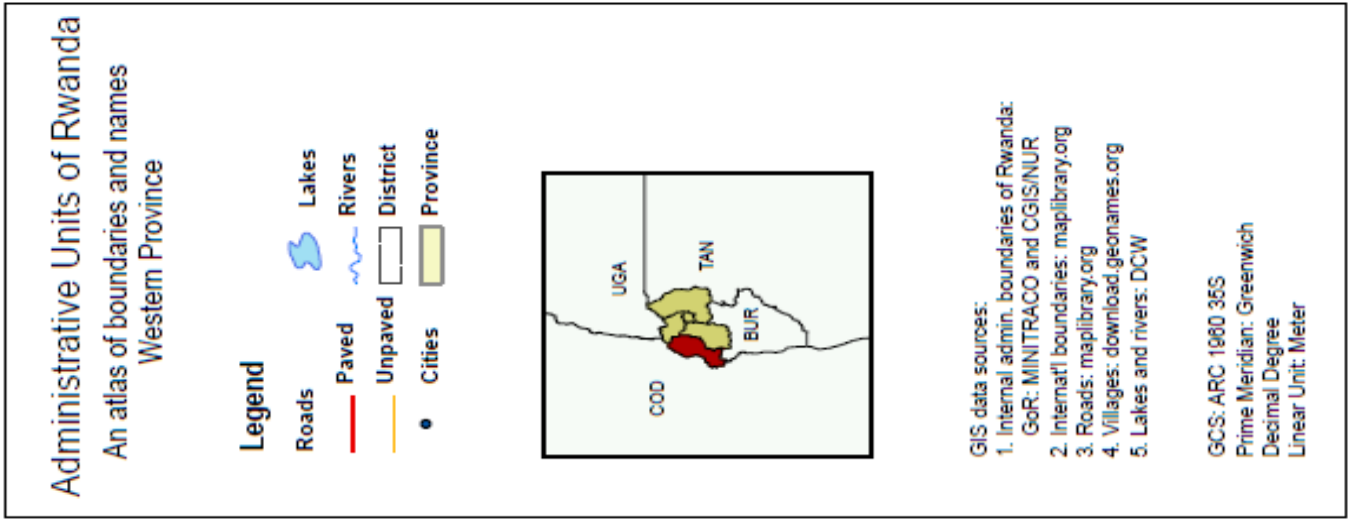 Administrative Units of Rwanda
An atlas of boundaries and names
Western Province
Legend
Roads
Paved
Unpaved
Cities
Lakes
Rivers
District
Province
UGA
COD
TAN
BUR
GIS data sources:
1. Internal admin. boundaries of Rwanda:
GoR: MINITRACO and CGIS/NUR
2. Internat'l boundaries: maplibrary.org
3. Roads: maplibrary.org
4. Villages: download.geonames.org
5. Lakes and rivers: DCW
GCS: ARC 1960 35S
Prime Meridian: Greenwich
Decimal Degree
Linear Unit: Meter